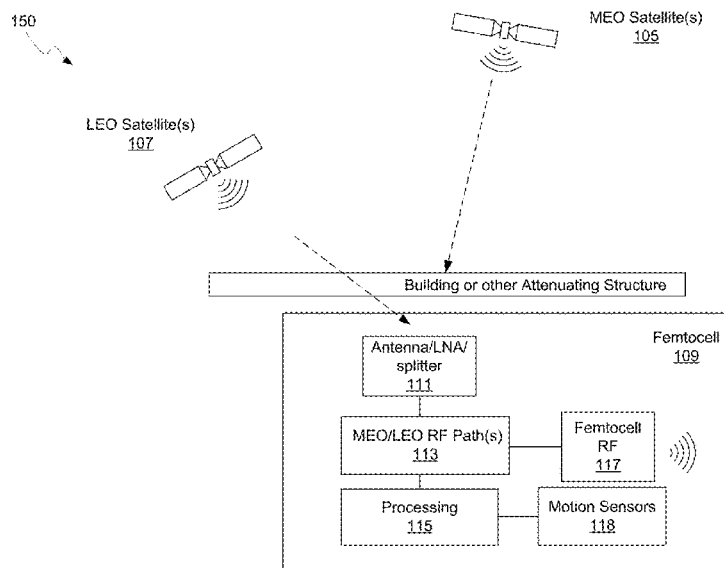 150
MEO Satellite(s)
105
LEO Satellite(s)
107
Building or other Attenuating Structure
Femtocell
109
Antenna/LNA/
splitter
111
MEO/LEO RF Path(s)
113
Femtocell
RF
117
Processing
115
Motion Sensors
118